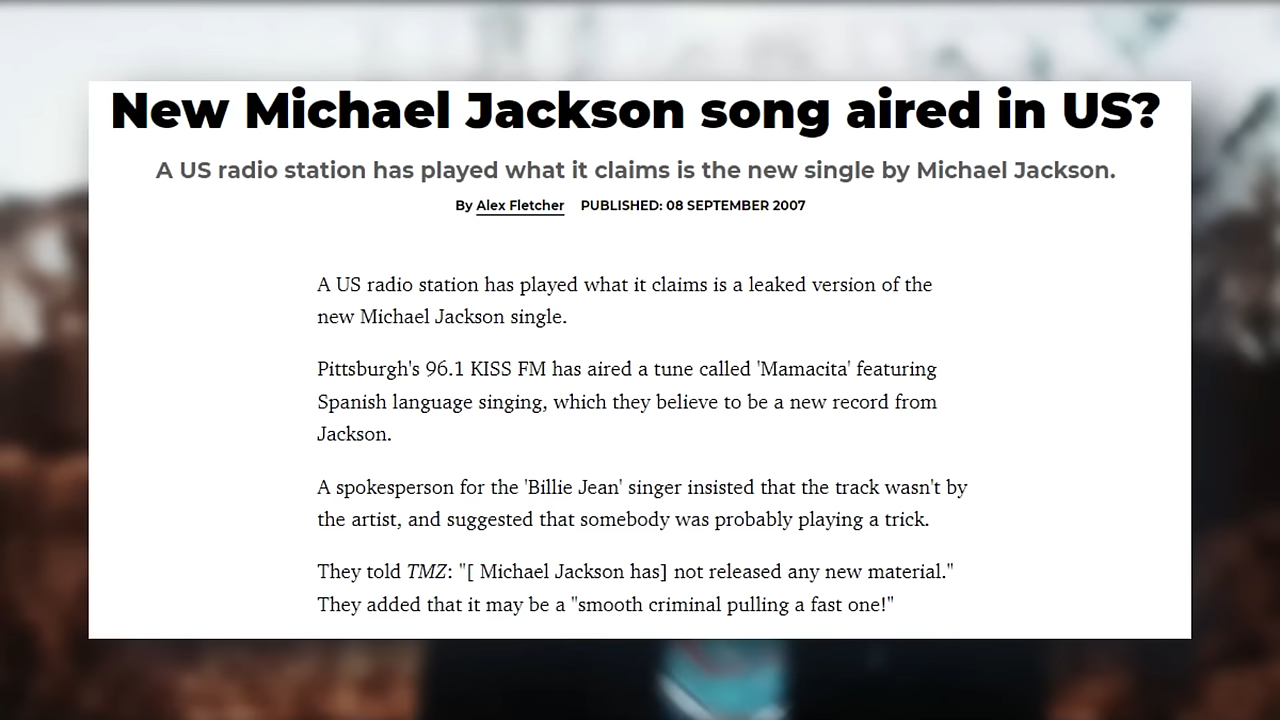 New Michael Jackson song aired in US?
A US radio station has played what it claims is the new single by Michael Jackson.
By Alex Fletcher PUBLISHED: 08 SEPTEMBER 2007
A US radio station has played what it claims is a leaked version of the
new Michael Jackson single.
Pittsburgh's 96.1 KISS FM has aired a tune called 'Mamacita' featuring
Spanish language singing, which they believe to be a new record from
Jackson.
A spokesperson for the 'Billie Jean' singer insisted that the track wasn't by
the artist, and suggested that somebody was probably playing a trick.
They told TMZ: "[ Michael Jackson has] not released any new material."
They added that it may be a "smooth criminal pulling a fast one!"